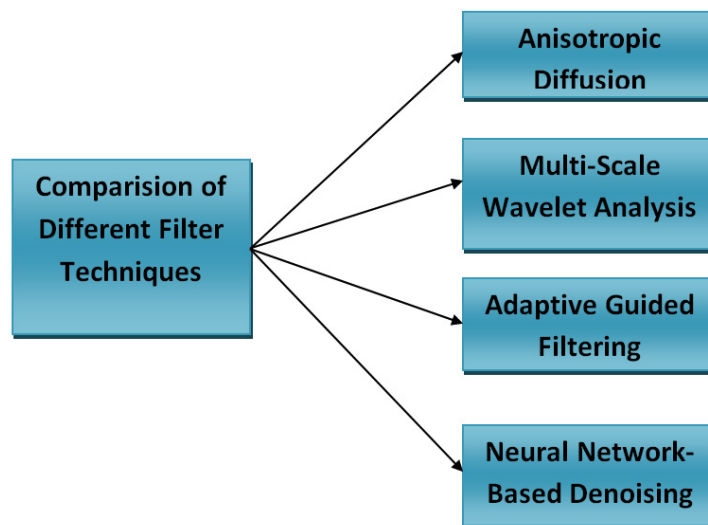 Comparision of
Different Filter
Techniques
Anisotropic
Diffusion
Multi-Scale
Wavelet Analysis
Adaptive Guided
Filtering
Neural Network-
Based Denoising